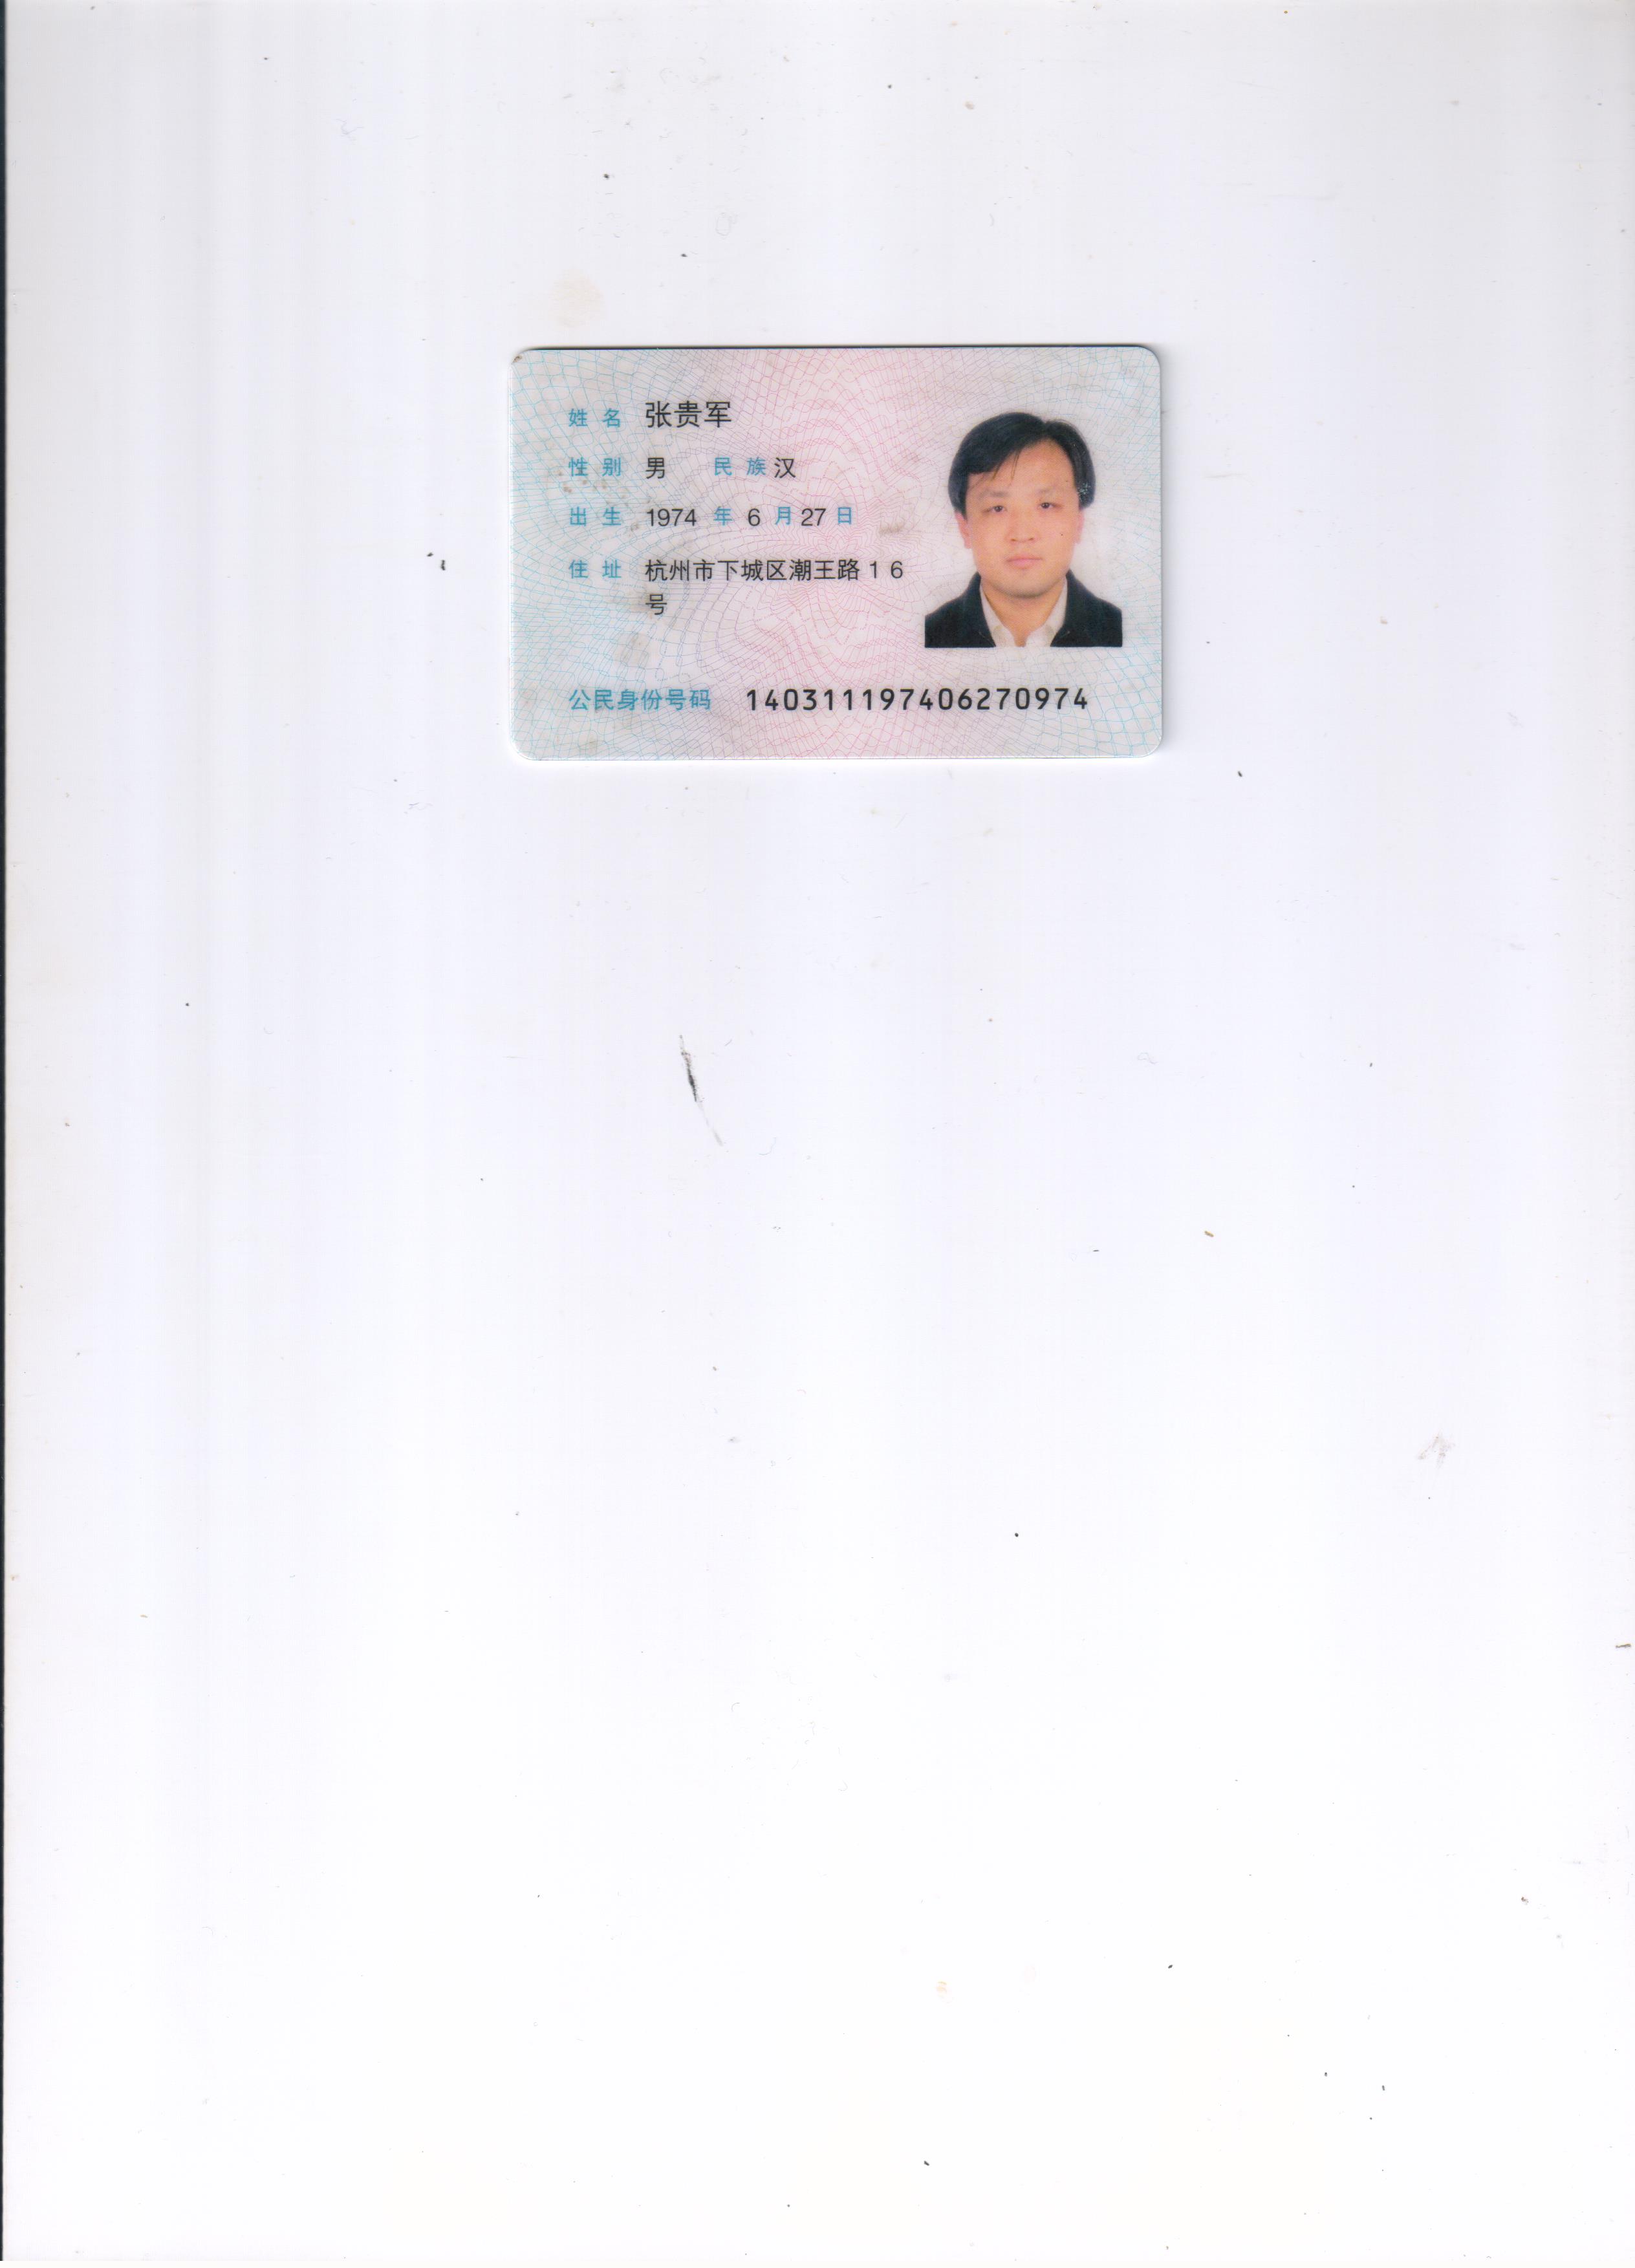 姓名 张贵军
性别 男 民族 汉
出生 1974 年 6 月 27 日
住址 杭州市下城区潮王路16
号
公民身份号码 140311197406270974